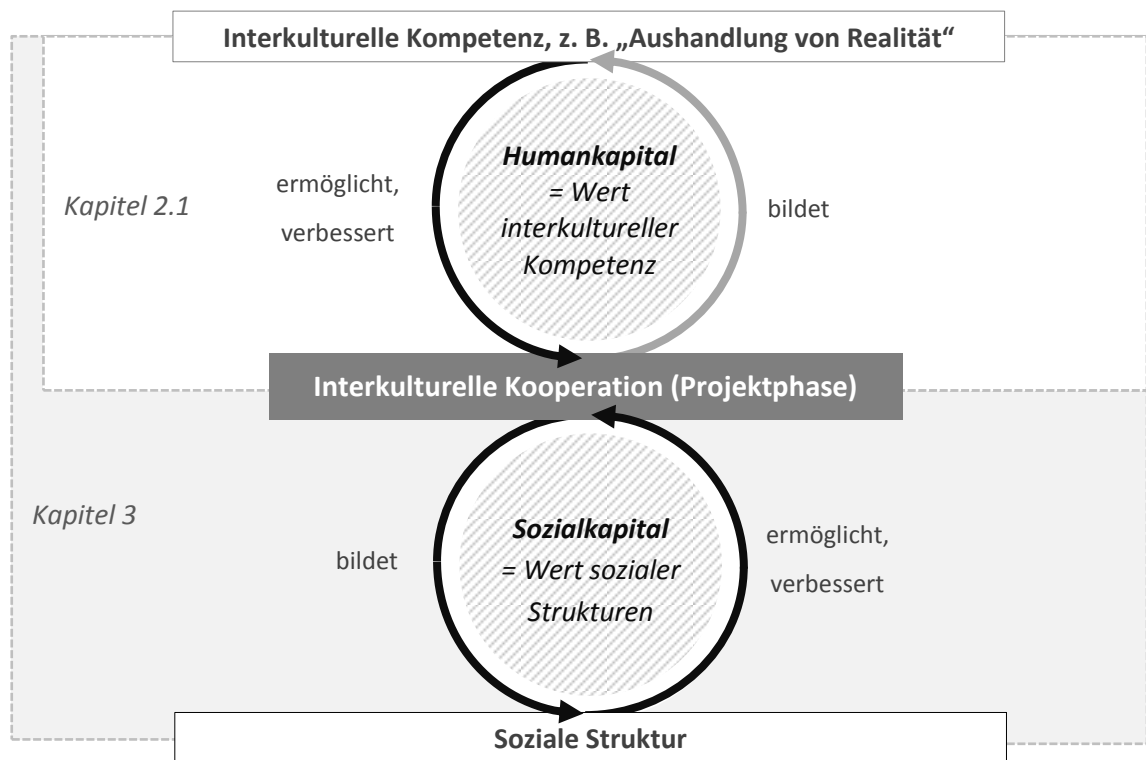 Interkulturelle Kompetenz, z. B. „Aushandlung von Realität“
Kapitel 2.1
ermöglicht,
verbessert
Humankapital
= Wert
interkultureller
Kompetenz
bildet
Interkulturelle Kooperation (Projektphase)
Kapitel 3
bildet
Sozialkapital
= Wert sozialer
Strukturen
ermöglicht,
verbessert
Soziale Struktur